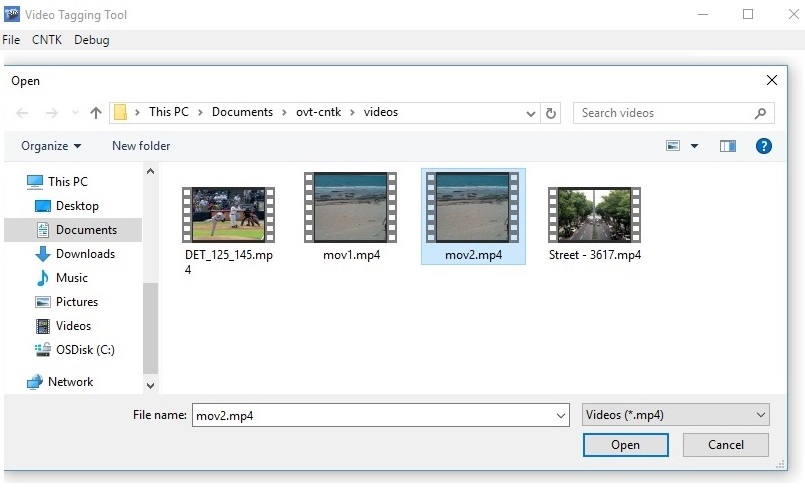 Video Tagging Tool
File CNTK Debug
Open
This PC Documents ovt-cntk videos
Search videos
Organize New folder
This PC
Desktop
Documents
Downloads
Music
Pictures
Videos
OSDisk (C:)
Network
DET_125_145.mp
4
mov1.mp4
mov2.mp4
Street - 3617.mp4
File name: mov2.mp4
Videos (*.mp4)
Open Cancel